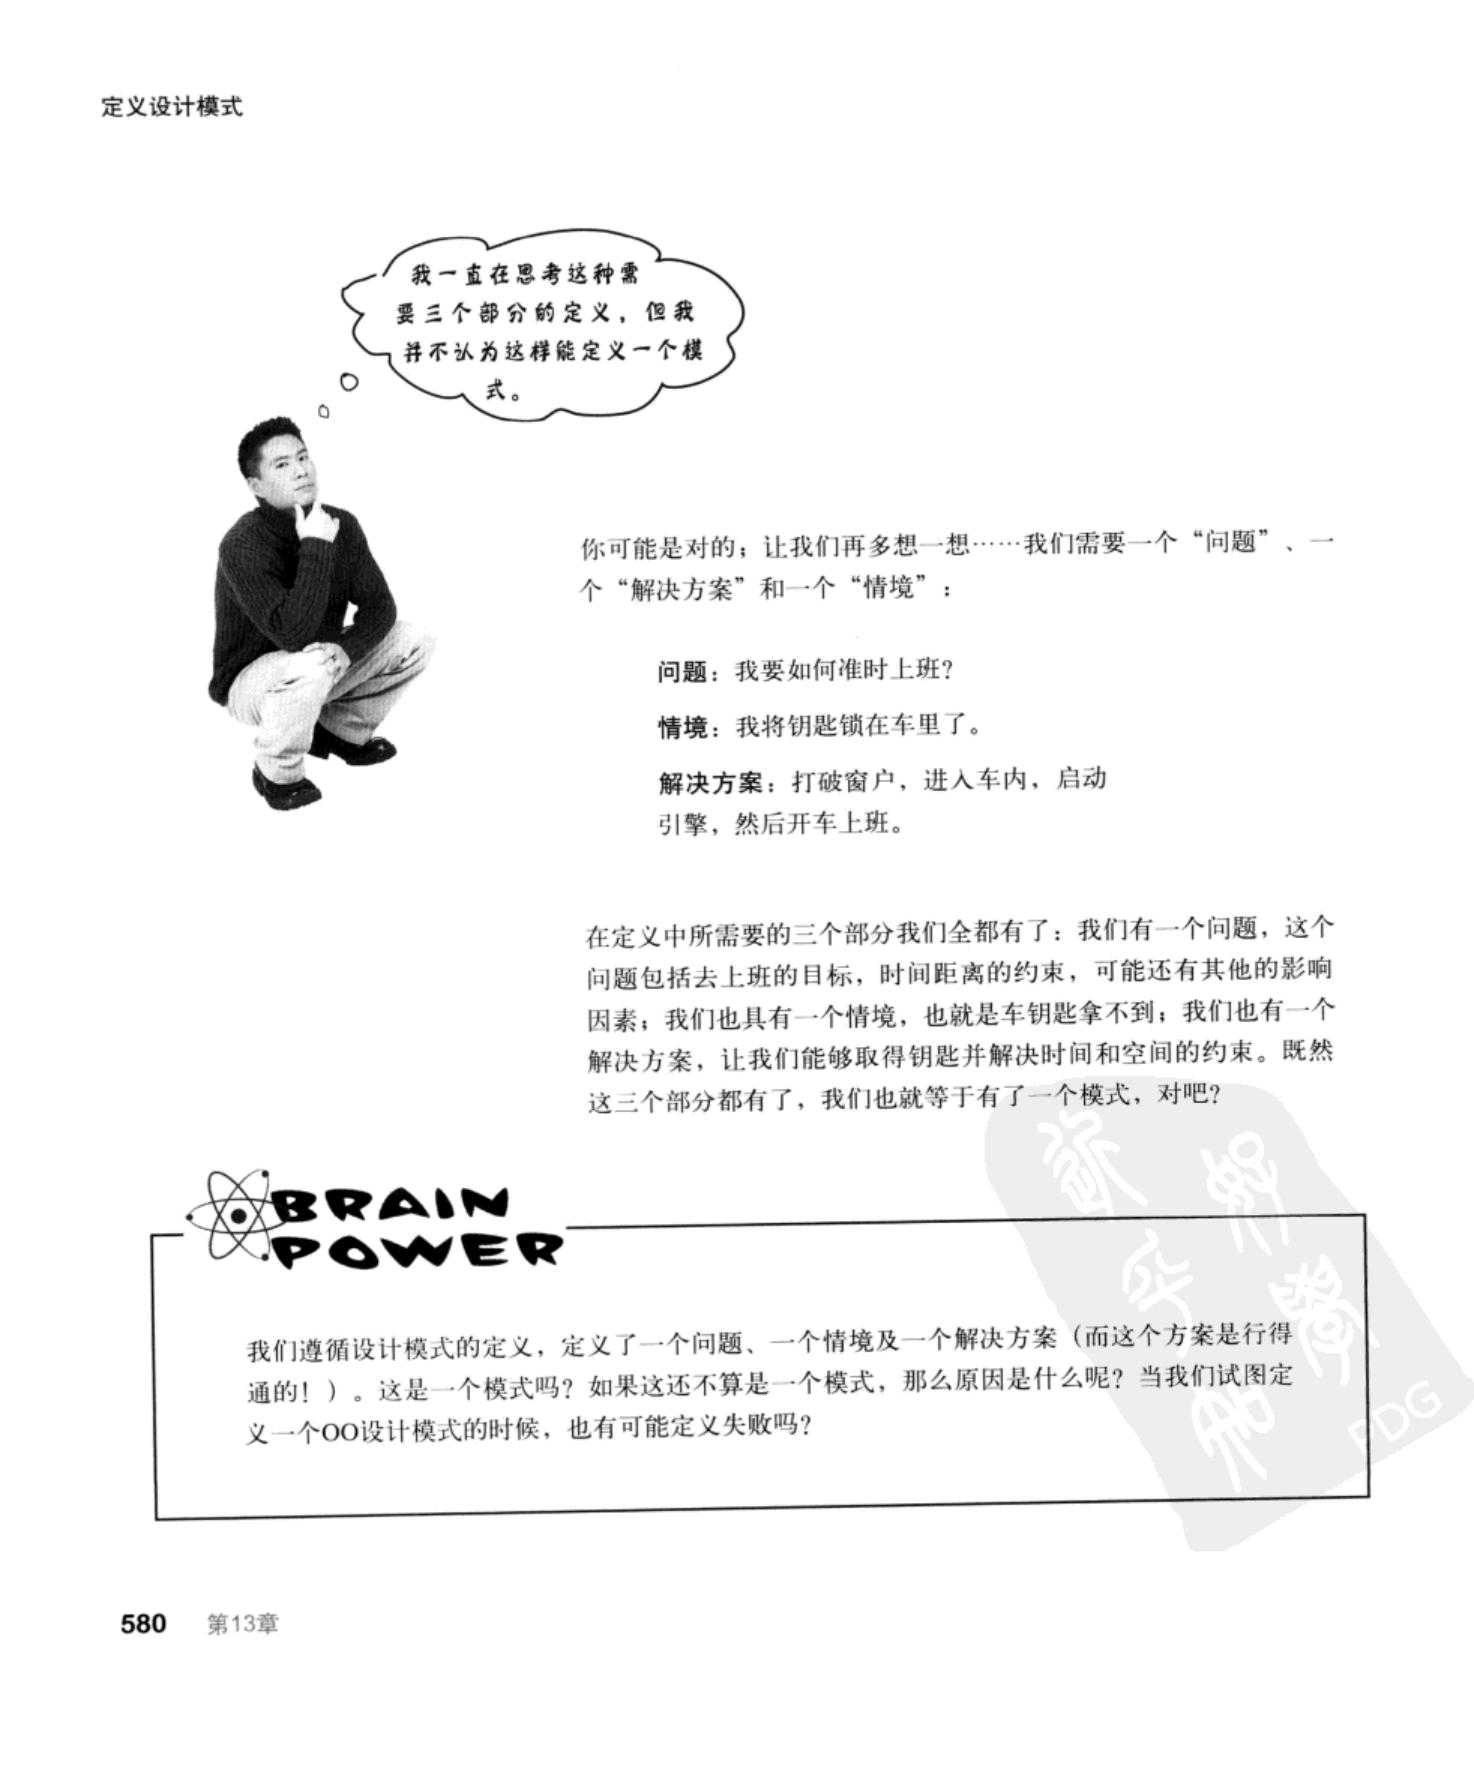 定义设计模式
我一直在思考这种需
要三个部分的定义，但我
并不认为这样能定义一个模
式。
你可能是对的；让我们再多想一想……我们需要一个“问题”、一
个“解决方案”和一个“情境”：
问题：我要如何准时上班？
情境：我将钥匙锁在车里了。
解决方案：打破窗户，进入车内，启动
引擎，然后开车上班。
在定义中所需要的三个部分我们全都有了：我们有一个问题，这个
问题包括去上班的目标，时间距离的约束，可能还有其他的影响
因素；我们也具有一个情境，也就是车钥匙拿不到；我们也有一个
解决方案，让我们能够取得钥匙并解决时间和空间的约束。既然
这三个部分都有了，我们也就等于有了一个模式，对吧？
BRAIN
POWER
我们遵循设计模式的定义，定义了一个问题、一个情境及一个解决方案（而这个方案是行得
通的！）。这是一个模式吗？如果这还不算是一个模式，那么原因是什么呢？当我们试图定
义一个OO设计模式的时候，也有可能定义失败吗？
PDG
580 第13章